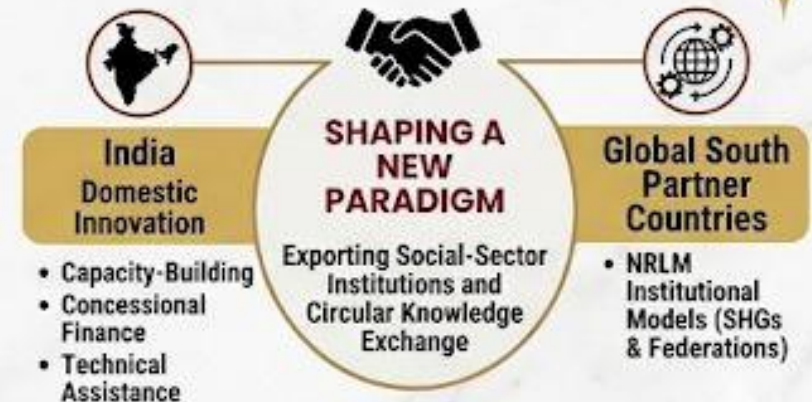 India
Domestic
Innovation
• Capacity-Building
• Concessional
Finance
• Technical
Assistance
SHAPING A
NEW
PARADIGM
Exporting Social-Sector
Institutions and
Circular Knowledge
Exchange
Global South
Partner
Countries
• NRLM
Institutional
Models (SHGs
& Federations)